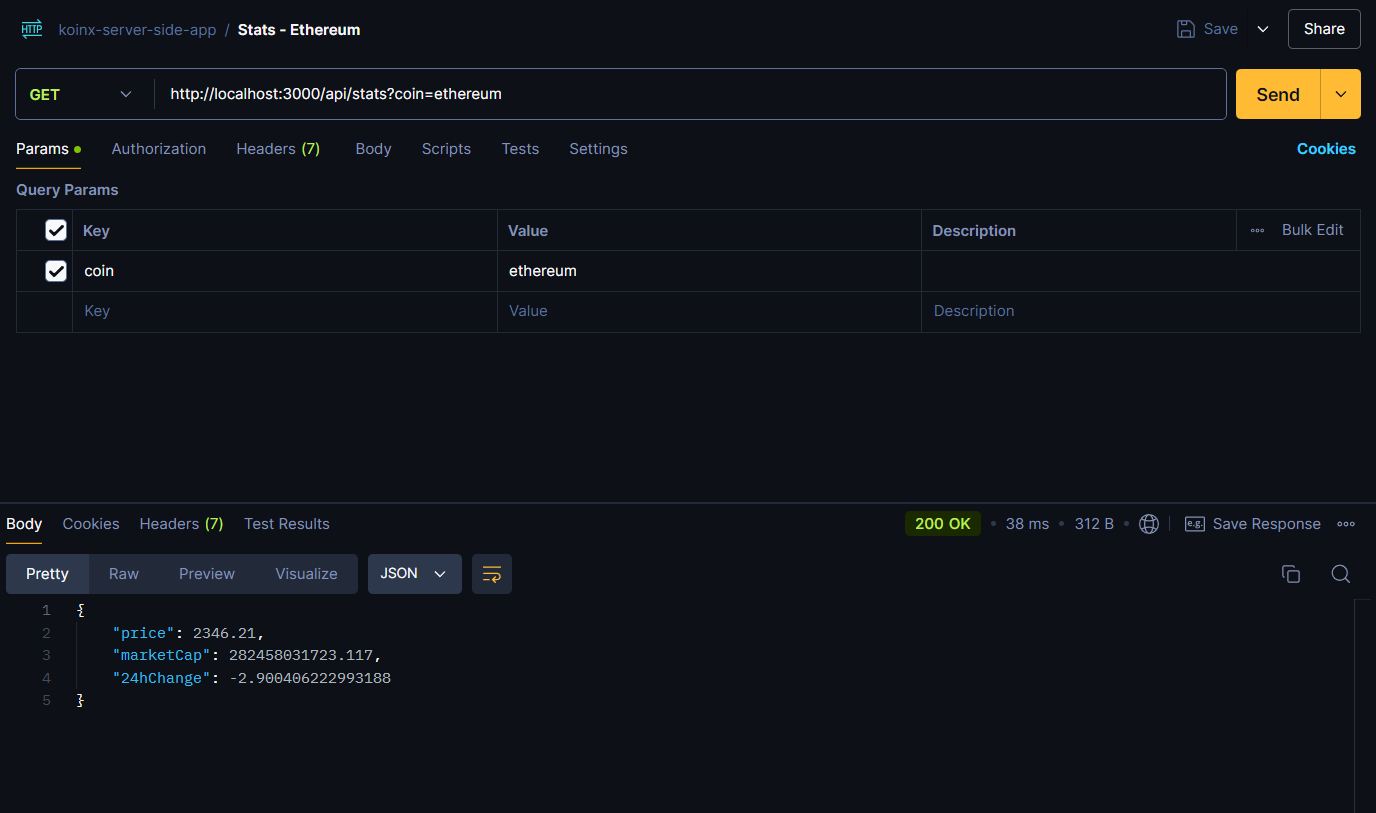 HTTP koinx-server-side-app / Stats - Ethereum Save Share
GET http://localhost:3000/api/stats?coin=ethereum Send
Params Authorization Headers (7) Body Scripts Tests Settings Cookies
Query Params
Key Value Description Bulk Edit
coin ethereum
Key Value Description
Body Cookies Headers (7) Test Results 200 OK • 38 ms • 312 B • e.g. Save Response
Pretty Raw Preview Visualize JSON
1 {
2 "price": 2346.21,
3 "marketCap": 282458031723.117,
4 "24hChange": -2.900406222993188
5 }